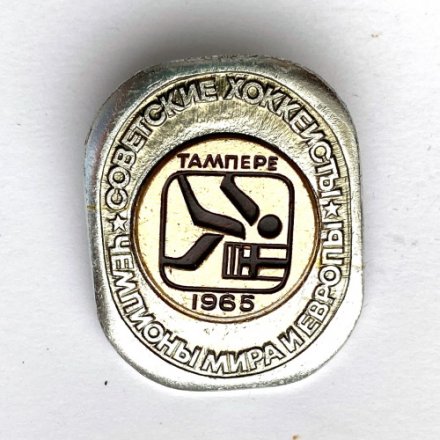 ★СОВЕТСКИЕ ХОККЕИСТЫ★
ЧЕМПИОНЫ МИРА И ЕВРОПЫ
ТАМПЕРЕ
1965